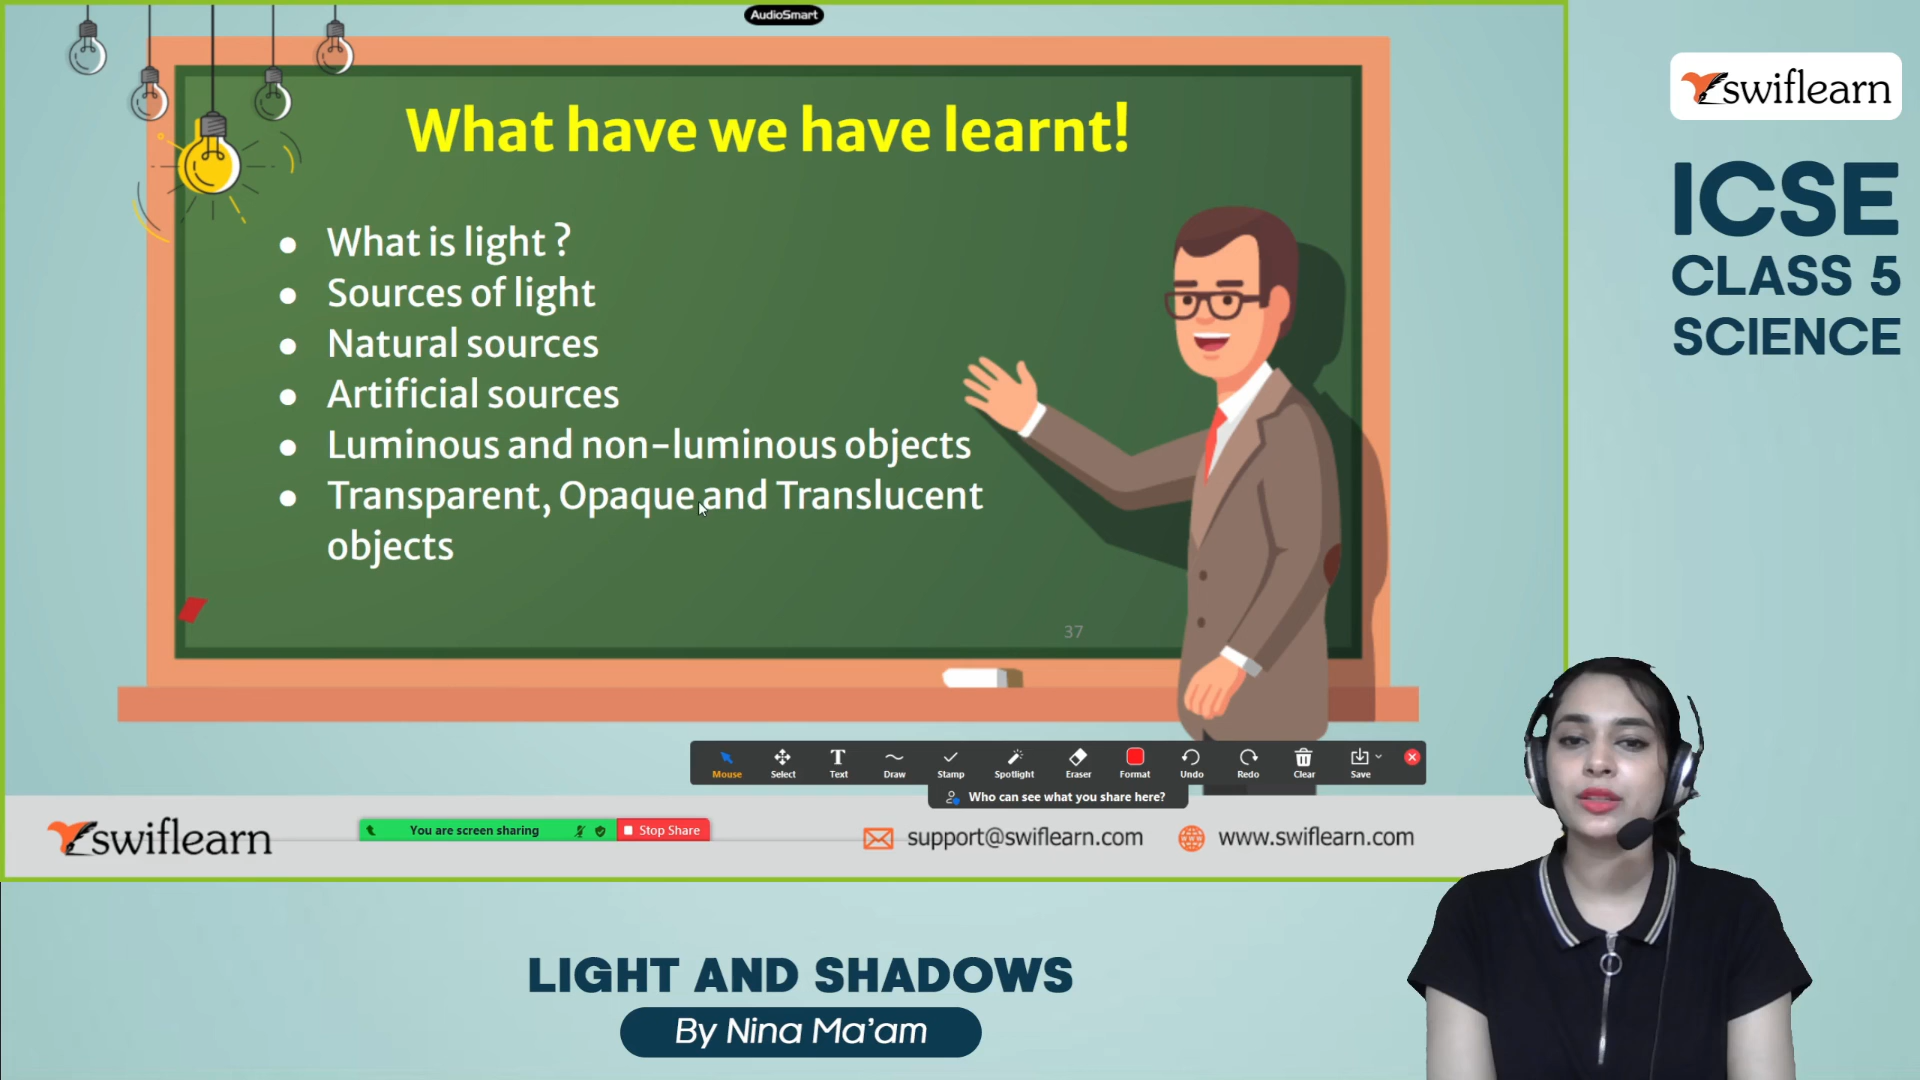 AudioSmart
swiflearn
ICSE
CLASS 5
SCIENCE
What have we have learnt!
● What is light ?
● Sources of light
● Natural sources
● Artificial sources
● Luminous and non-luminous objects
● Transparent, Opaque and Translucent
objects
37
Mouse Select Text Draw Stamp Spotlight Eraser Format Undo Redo Clear Save
Who can see what you share here?
swiflearn
You are screen sharing Stop Share
support@swiflearn.com www.swiflearn.com
LIGHT AND SHADOWS
By Nina Ma'am